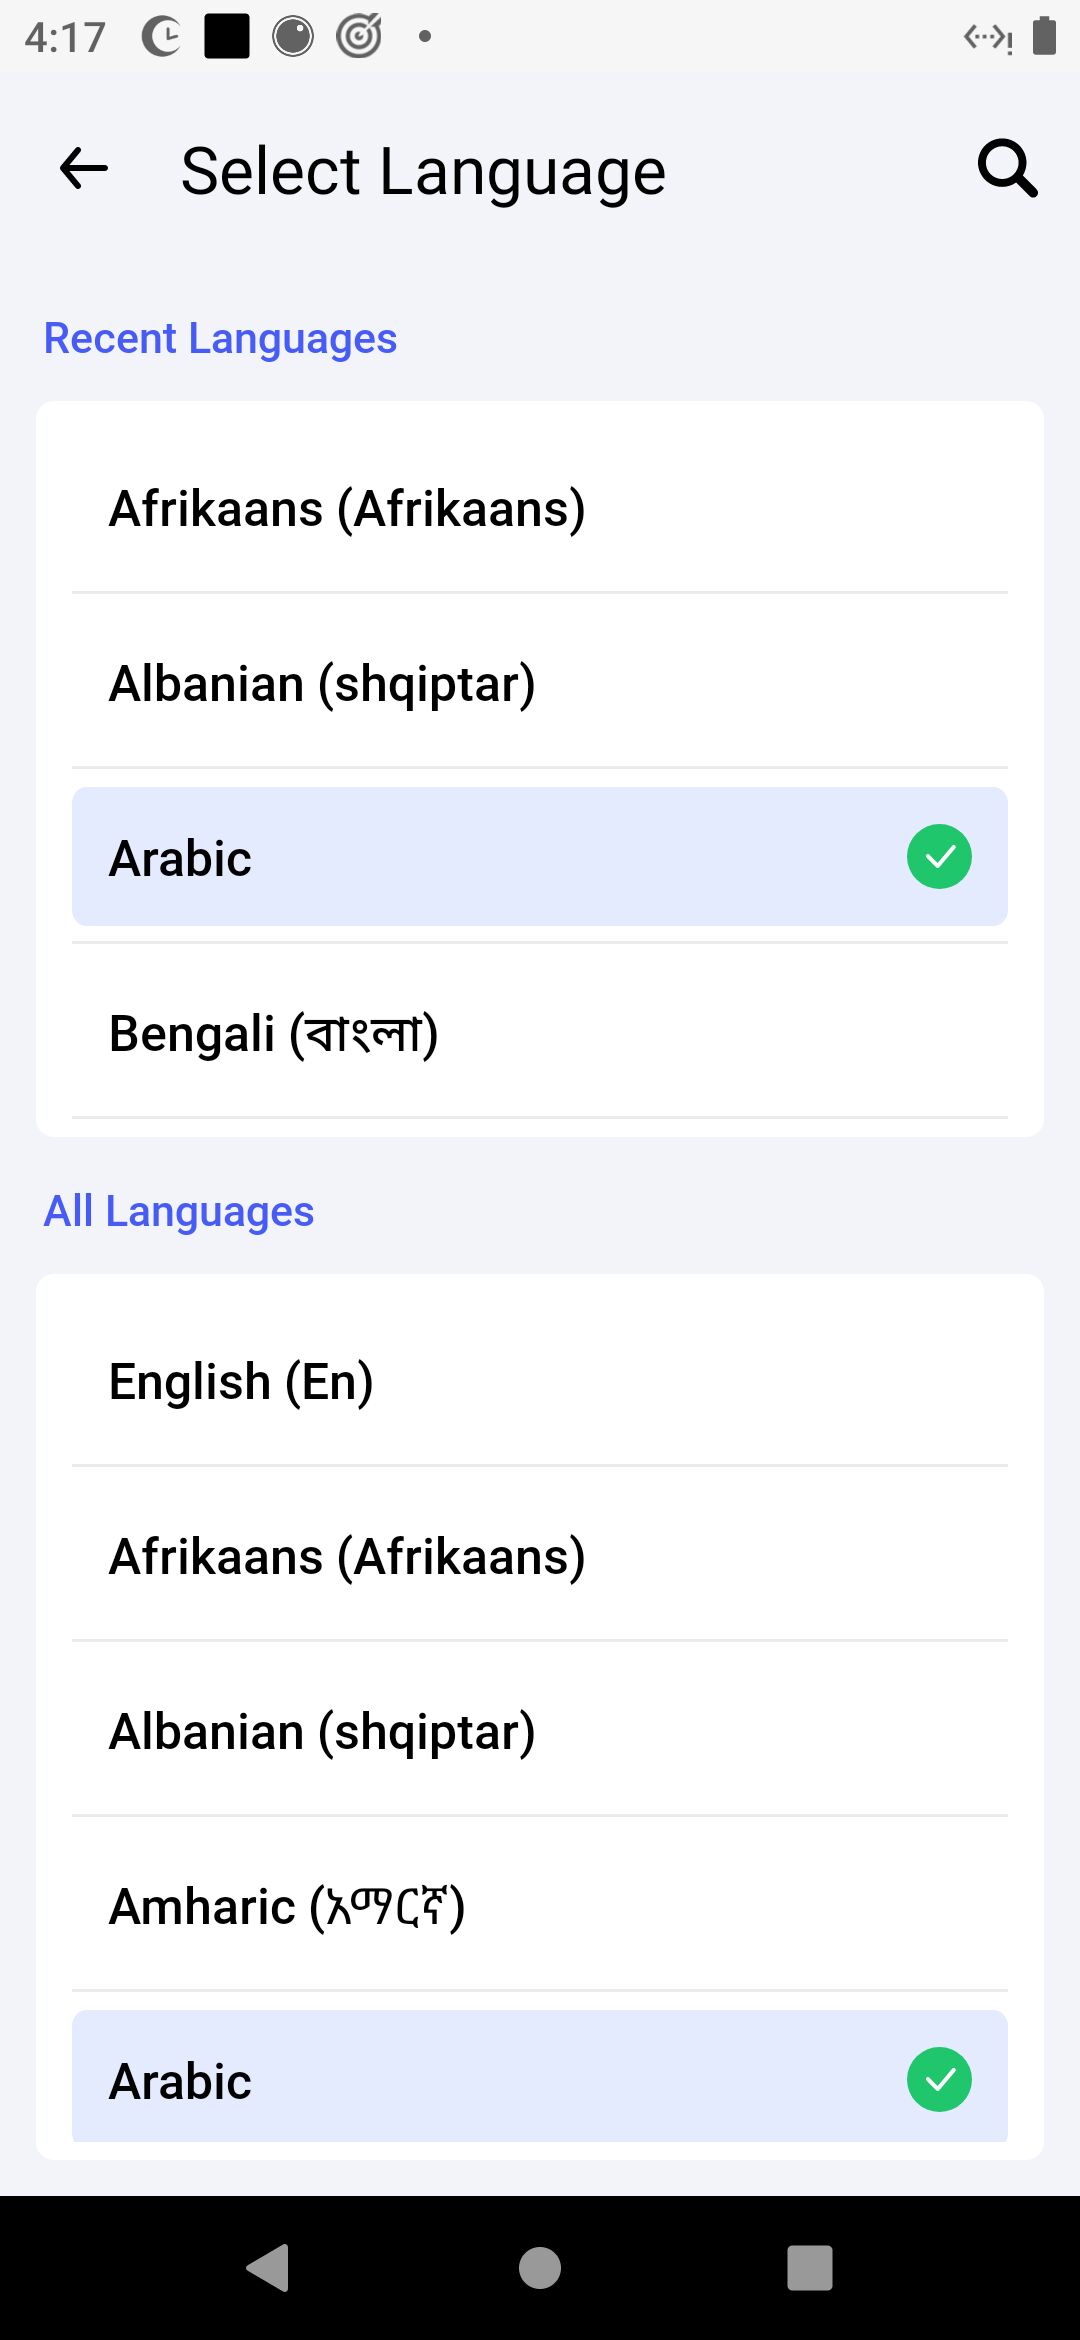 4:17
Select Language
Recent Languages
Afrikaans (Afrikaans)
Albanian (shqiptar)
Arabic
Bengali (বাংলা)
All Languages
English (En)
Afrikaans (Afrikaans)
Albanian (shqiptar)
Amharic (አማርኛ)
Arabic